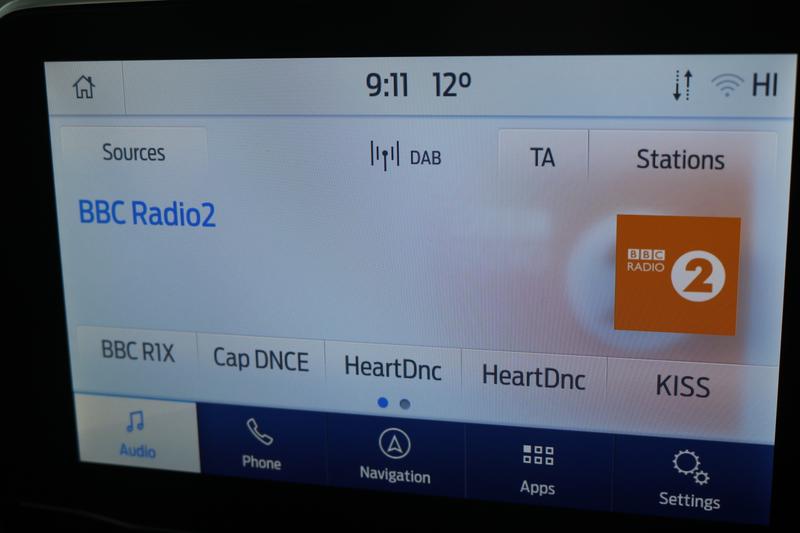 9:11 12° HI
Sources DAB TA Stations
BBC Radio2
BBC
RADIO 2
BBC R1X Cap DNCE HeartDnc HeartDnc KISS
Audio Phone Navigation Apps Settings